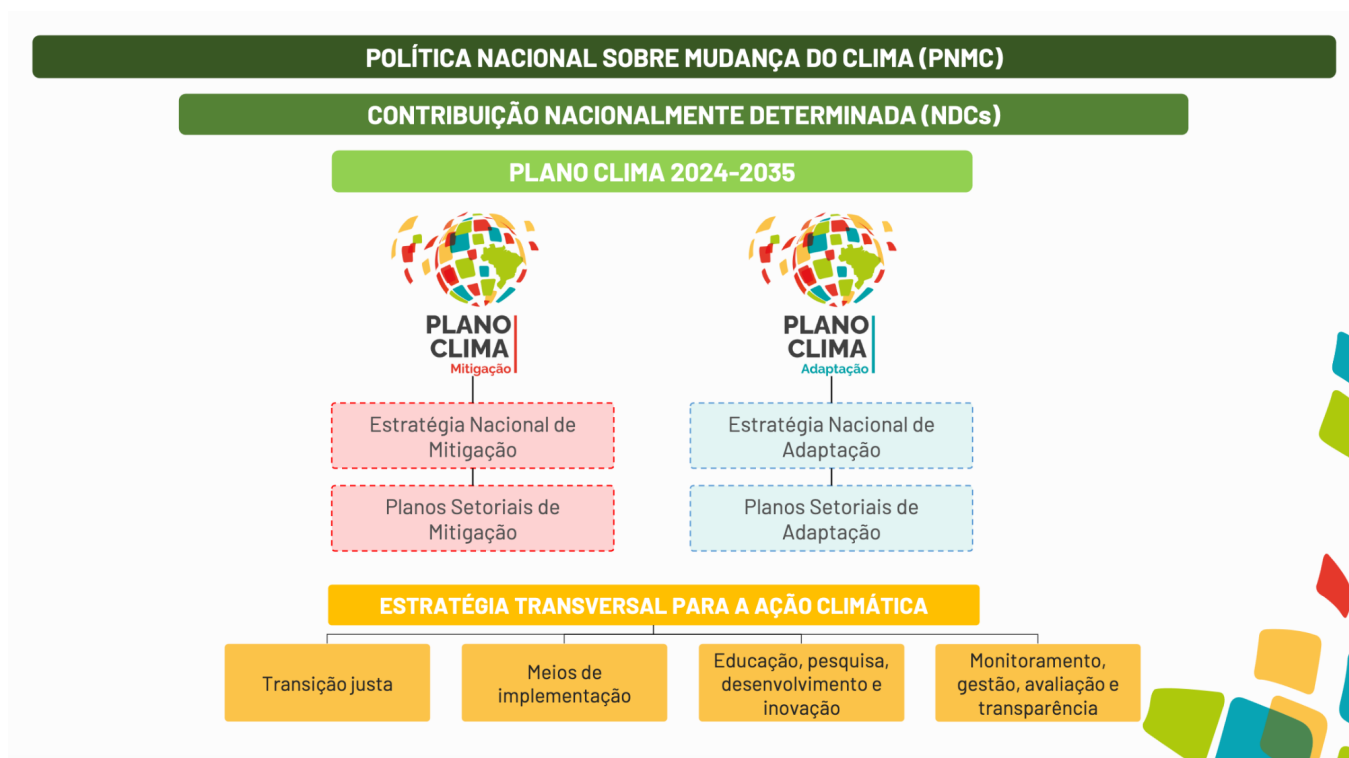 POLÍTICA NACIONAL SOBRE MUDANÇA DO CLIMA (PNMC)
CONTRIBUIÇÃO NACIONALMENTE DETERMINADA (NDCs)
PLANO CLIMA 2024-2035
PLANO
CLIMA
Mitigação
Estratégia Nacional de
Mitigação
Planos Setoriais de
Mitigação
PLANO
CLIMA
Adaptação
Estratégia Nacional de
Adaptação
Planos Setoriais de
Adaptação
ESTRATÉGIA TRANSVERSAL PARA A AÇÃO CLIMÁTICA
Transição justa
Meios de
implementação
Educação, pesquisa,
desenvolvimento e
inovação
Monitoramento,
gestão, avaliação e
transparência